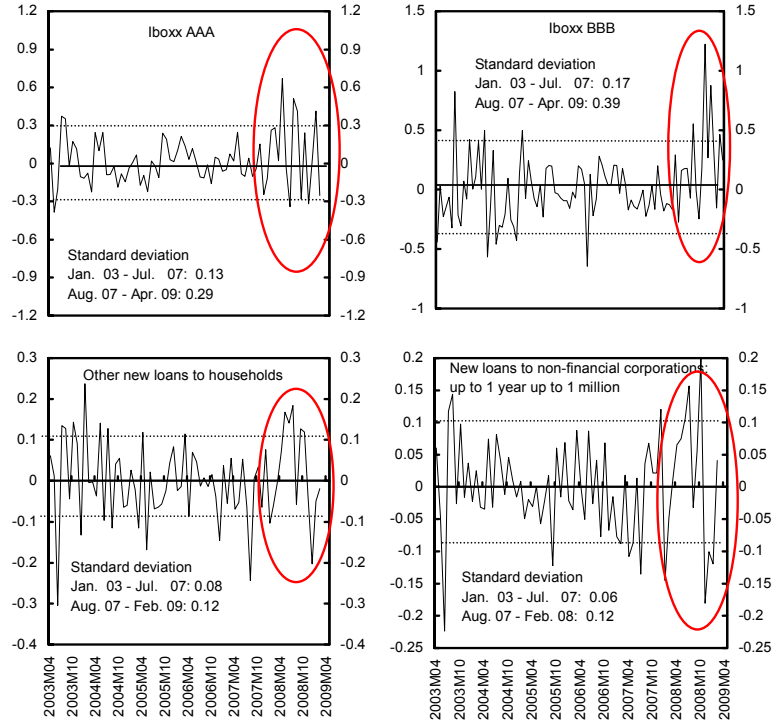 Iboxx AAA
1.2
0.9
0.6
0.3
0
-0.3
-0.6
-0.9
-1.2
1.2
0.9
0.6
0.3
0
-0.3
-0.6
-0.9
-1.2
Standard deviation
Jan. 03 - Jul. 07: 0.13
Aug. 07 - Apr. 09: 0.29
Iboxx BBB
1.5
1
0.5
0
-0.5
-1
1.5
1
0.5
0
-0.5
-1
Standard deviation
Jan. 03 - Jul. 07: 0.17
Aug. 07 - Apr. 09: 0.39
Other new loans to households
0.3
0.2
0.1
0
-0.1
-0.2
-0.3
-0.4
0.3
0.2
0.1
0
-0.1
-0.2
-0.3
-0.4
Standard deviation
Jan. 03 - Jul. 07: 0.08
Aug. 07 - Feb. 09: 0.12
2003M04
2003M10
2004M04
2004M10
2005M04
2005M10
2006M04
2006M10
2007M04
2007M10
2008M04
2008M10
2009M04
New loans to non-financial corporations:
up to 1 year up to 1 million
0.2
0.15
0.1
0.05
0
-0.05
-0.1
-0.15
-0.2
-0.25
0.2
0.15
0.1
0.05
0
-0.05
-0.1
-0.15
-0.2
-0.25
Standard deviation
Jan. 03 - Jul. 07: 0.06
Aug. 07 - Feb. 08: 0.12
2003M04
2003M10
2004M04
2004M10
2005M04
2005M10
2006M04
2006M10
2007M04
2007M10
2008M04
2008M10
2009M04